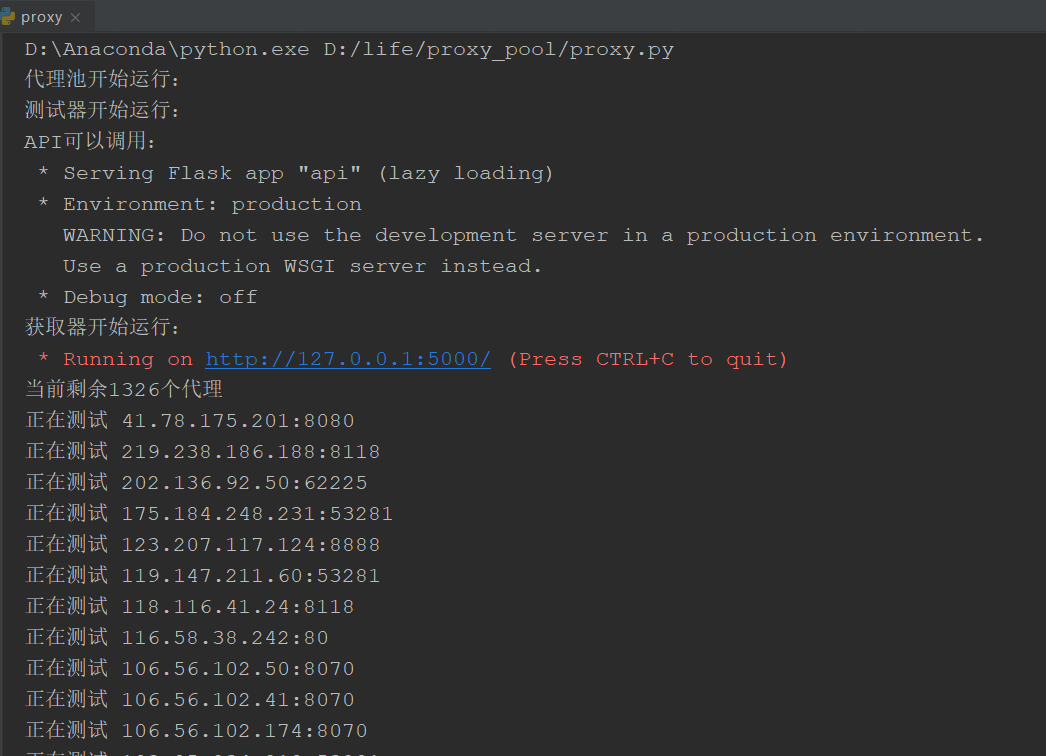 proxy
D:\Anaconda\python.exe D:/life/proxy_pool/proxy.py
代理池开始运行:
测试器开始运行:
API可以调用:
* Serving Flask app "api" (lazy loading)
* Environment: production
WARNING: Do not use the development server in a production environment.
Use a production WSGI server instead.
* Debug mode: off
获取器开始运行:
* Running on http://127.0.0.1:5000/ (Press CTRL+C to quit)
当前剩余1326个代理
正在测试 41.78.175.201:8080
正在测试 219.238.186.188:8118
正在测试 202.136.92.50:62225
正在测试 175.184.248.231:53281
正在测试 123.207.117.124:8888
正在测试 119.147.211.60:53281
正在测试 118.116.41.24:8118
正在测试 116.58.38.242:80
正在测试 106.56.102.50:8070
正在测试 106.56.102.41:8070
正在测试 106.56.102.174:8070
正在测试